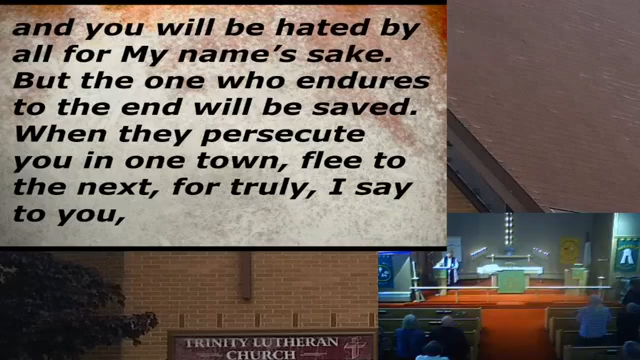 and you will be hated by
all for My name's sake.
But the one who endures
to the end will be saved.
When they persecute
you in one town, flee to
the next, for truly, I say
to you,
TRINITY LUTHERAN
CHURCH